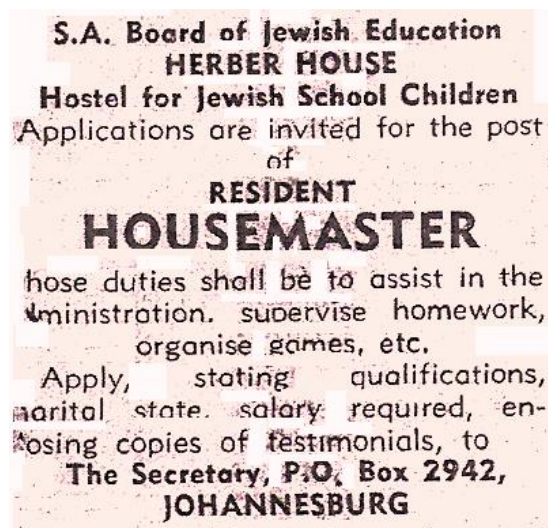 S.A. Board of Jewish Education
HERBER HOUSE
Hostel for Jewish School Children
Applications are invited for the post
of
RESIDENT
HOUSEMASTER
hose duties shall be to assist in the
ministration. supervise homework,
organise games, etc.
Apply, stating qualifications,
arital state. salary required, en-
osing copies of testimonials, to
The Secretary, P.O. Box 2942,
JOHANNESBURG